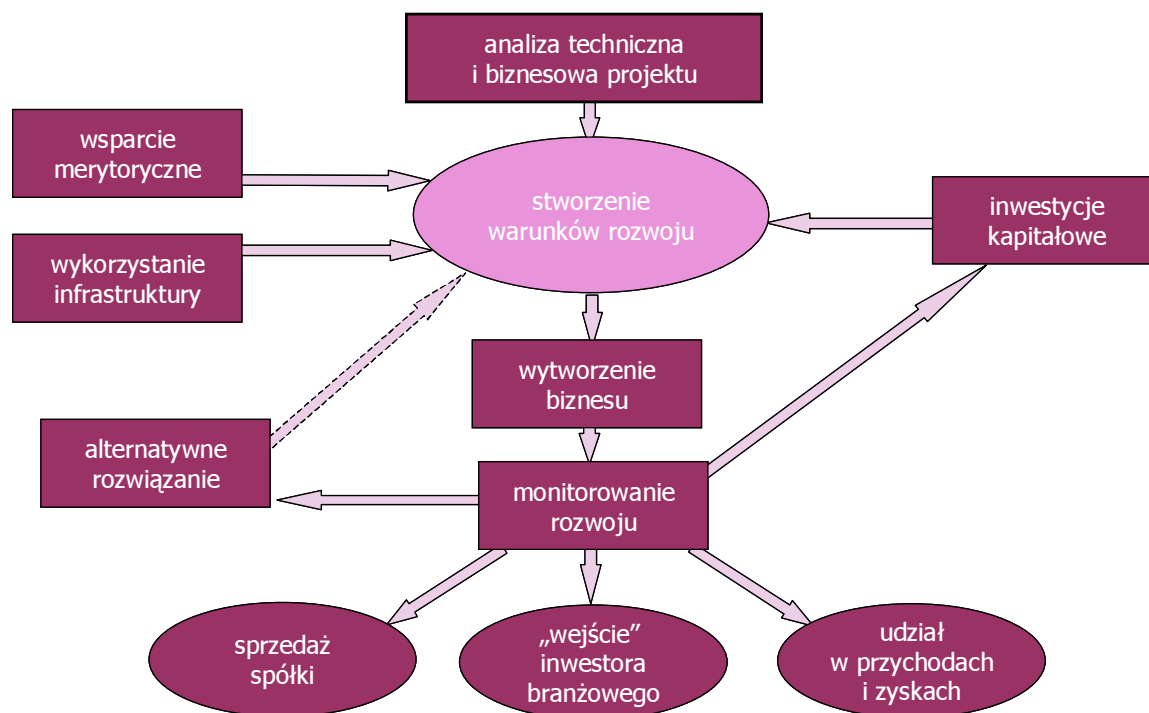 analiza techniczna
i biznesowa projektu
wsparcie
merytoryczne
stworzenie
warunków rozwoju
inwestycje
kapitałowe
wykorzystanie
infrastruktury
wytworzenie
biznesu
alternatywne
rozwiązanie
monitorowanie
rozwoju
sprzedaż
spółki
„wejście”
inwestora
branżowego
udział
w przychodach
i zyskach